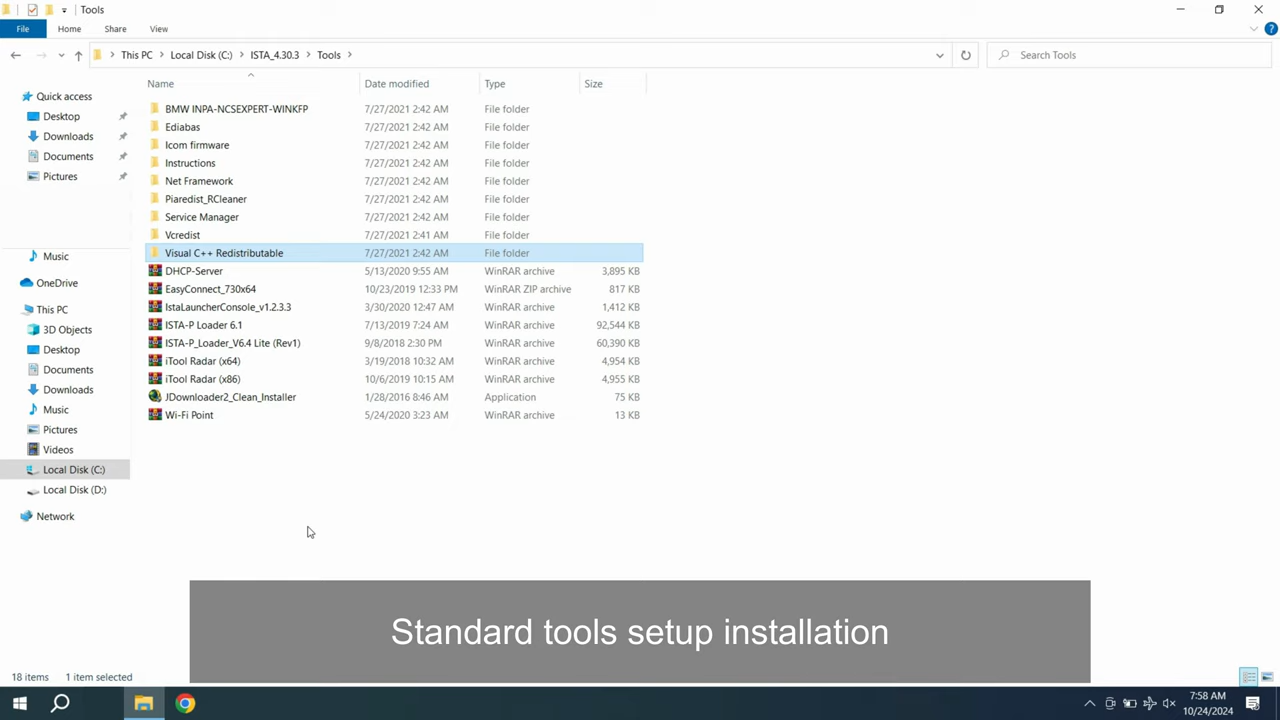 Tools
File Home Share View
This PC Local Disk (C:) ISTA_4.30.3 Tools Search Tools
Name Date modified Type Size
Quick access
Desktop
Downloads
Documents
Pictures
Music
OneDrive
This PC
3D Objects
Desktop
Documents
Downloads
Music
Pictures
Videos
Local Disk (C:)
Local Disk (D:)
Network
BMW INPA-NCSEXPERT-WINKFP 7/27/2021 2:42 AM File folder
Ediabas 7/27/2021 2:42 AM File folder
Icom firmware 7/27/2021 2:42 AM File folder
Instructions 7/27/2021 2:42 AM File folder
Net Framework 7/27/2021 2:42 AM File folder
Piaredist_RCleaner 7/27/2021 2:42 AM File folder
Service Manager 7/27/2021 2:42 AM File folder
Vcredist 7/27/2021 2:41 AM File folder
Visual C++ Redistributable 7/27/2021 2:42 AM File folder
DHCP-Server 5/13/2020 9:55 AM WinRAR archive 3,895 KB
EasyConnect_730x64 10/23/2019 12:33 PM WinRAR ZIP archive 817 KB
IstaLauncherConsole_v1.2.3.3 3/30/2020 12:47 AM WinRAR archive 1,412 KB
ISTA-P Loader 6.1 7/13/2019 7:24 AM WinRAR archive 92,544 KB
ISTA-P_Loader_V6.4 Lite (Rev1) 9/8/2018 2:30 PM WinRAR archive 60,390 KB
iTool Radar (x64) 3/19/2018 10:32 AM WinRAR archive 4,954 KB
iTool Radar (x86) 10/6/2019 10:15 AM WinRAR archive 4,955 KB
JDownloader2_Clean_Installer 1/28/2016 8:46 AM Application 75 KB
Wi-Fi Point 5/24/2020 3:23 AM WinRAR archive 13 KB
Standard tools setup installation
18 items 1 item selected
7:58 AM
10/24/2024